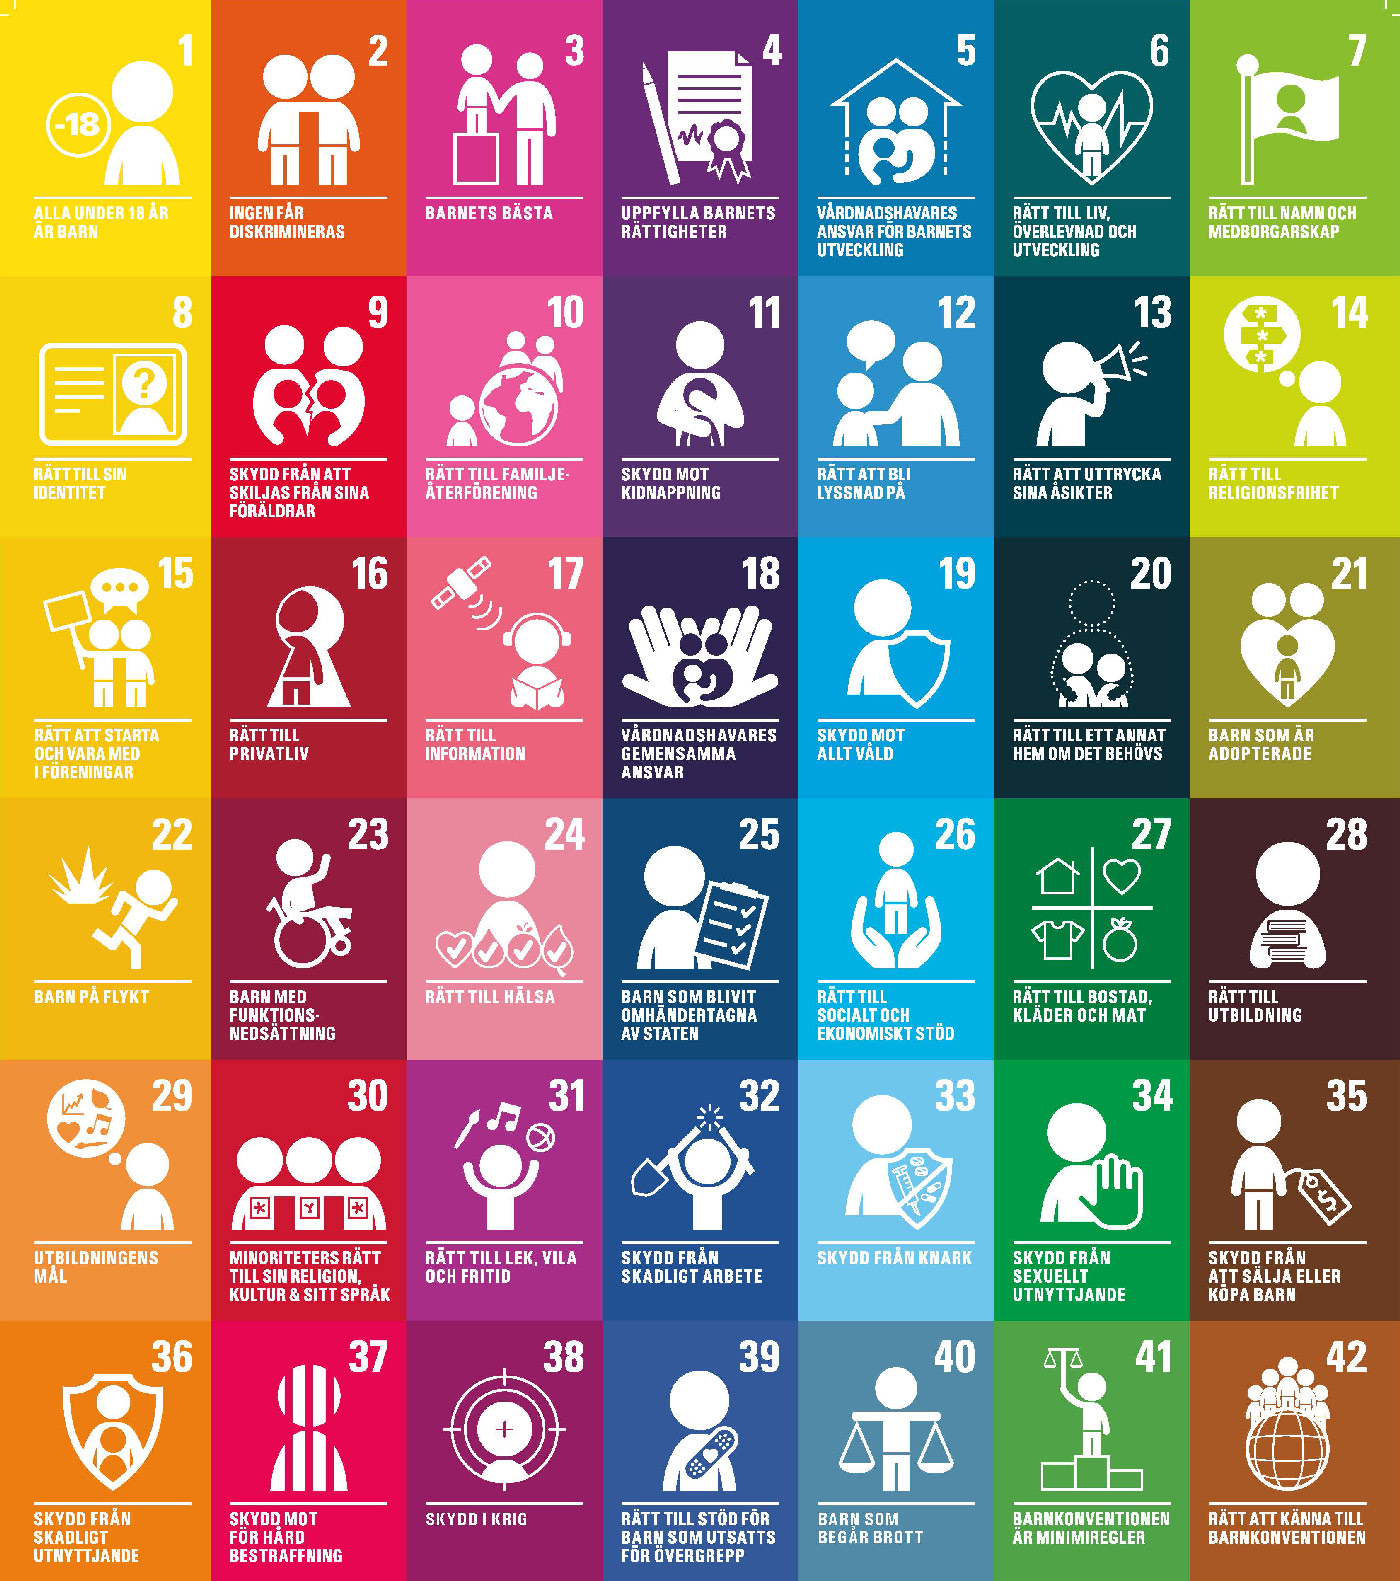 1
-18
ALLA UNDER 18 ÅR
ÄR BARN
2
INGEN FÅR
DISKRIMINERAS
3
BARNETS BÄSTA
4
UPPFYLLA BARNETS
RÄTTIGHETER
5
VÅRDNADSHAVARES
ANSVAR FÖR BARNETS
UTVECKLING
6
RÄTT TILL LIV,
ÖVERLEVNAD OCH
UTVECKLING
7
RÄTT TILL NAMN OCH
MEDBORGARSKAP
8
?
RÄTT TILL SIN
IDENTITET
9
SKYDD FRÅN ATT
SKILJAS FRÅN SINA
FÖRÄLDRAR
10
RÄTT TILL FAMILJE-
ÅTERFÖRENING
11
SKYDD MOT
KIDNAPPNING
12
RÄTT ATT BLI
LYSSNAD PÅ
13
RÄTT ATT UTTRYCKA
SINA ÅSIKTER
14
RÄTT TILL
RELIGIONSFRIHET
15
RÄTT ATT STARTA
OCH VARA MED
I FÖRENINGAR
16
RÄTT TILL
PRIVATLIV
17
RÄTT TILL
INFORMATION
18
VÅRDNADSHAVARES
GEMENSAMMA
ANSVAR
19
SKYDD MOT
ALLT VÅLD
20
RÄTT TILL ETT ANNAT
HEM OM DET BEHÖVS
21
BARN SOM ÄR
ADOPTERADE
22
BARN PÅ FLYKT
23
BARN MED
FUNKTIONS-
NEDSÄTTNING
24
RÄTT TILL HÄLSA
25
BARN SOM BLIVIT
OMHÄNDERTAGNA
AV STATEN
26
RÄTT TILL
SOCIALT OCH
EKONOMISKT STÖD
27
RÄTT TILL BOSTAD,
KLÄDER OCH MAT
28
RÄTT TILL
UTBILDNING
29
UTBILDNINGENS
MÅL
30
MINORITETERS RÄTT
TILL SIN RELIGION,
KULTUR & SITT SPRÅK
31
RÄTT TILL LEK, VILA
OCH FRITID
32
SKYDD FRÅN
SKADLIGT ARBETE
33
SKYDD FRÅN KNARK
34
SKYDD FRÅN
SEXUELLT
UTNYTTJANDE
35
$
SKYDD FRÅN
ATT SÄLJA ELLER
KÖPA BARN
36
SKYDD FRÅN
SKADLIGT
UTNYTTJANDE
37
SKYDD MOT
FÖR HÅRD
BESTRAFFNING
38
SKYDD I KRIG
39
RÄTT TILL STÖD FÖR
BARN SOM UTSATTS
FÖR ÖVERGREPP
40
BARN SOM
BEGÅR BROTT
41
BARNKONVENTIONEN
ÄR MINIMIREGLER
42
RÄTT ATT KÄNNA TILL
BARNKONVENTIONEN